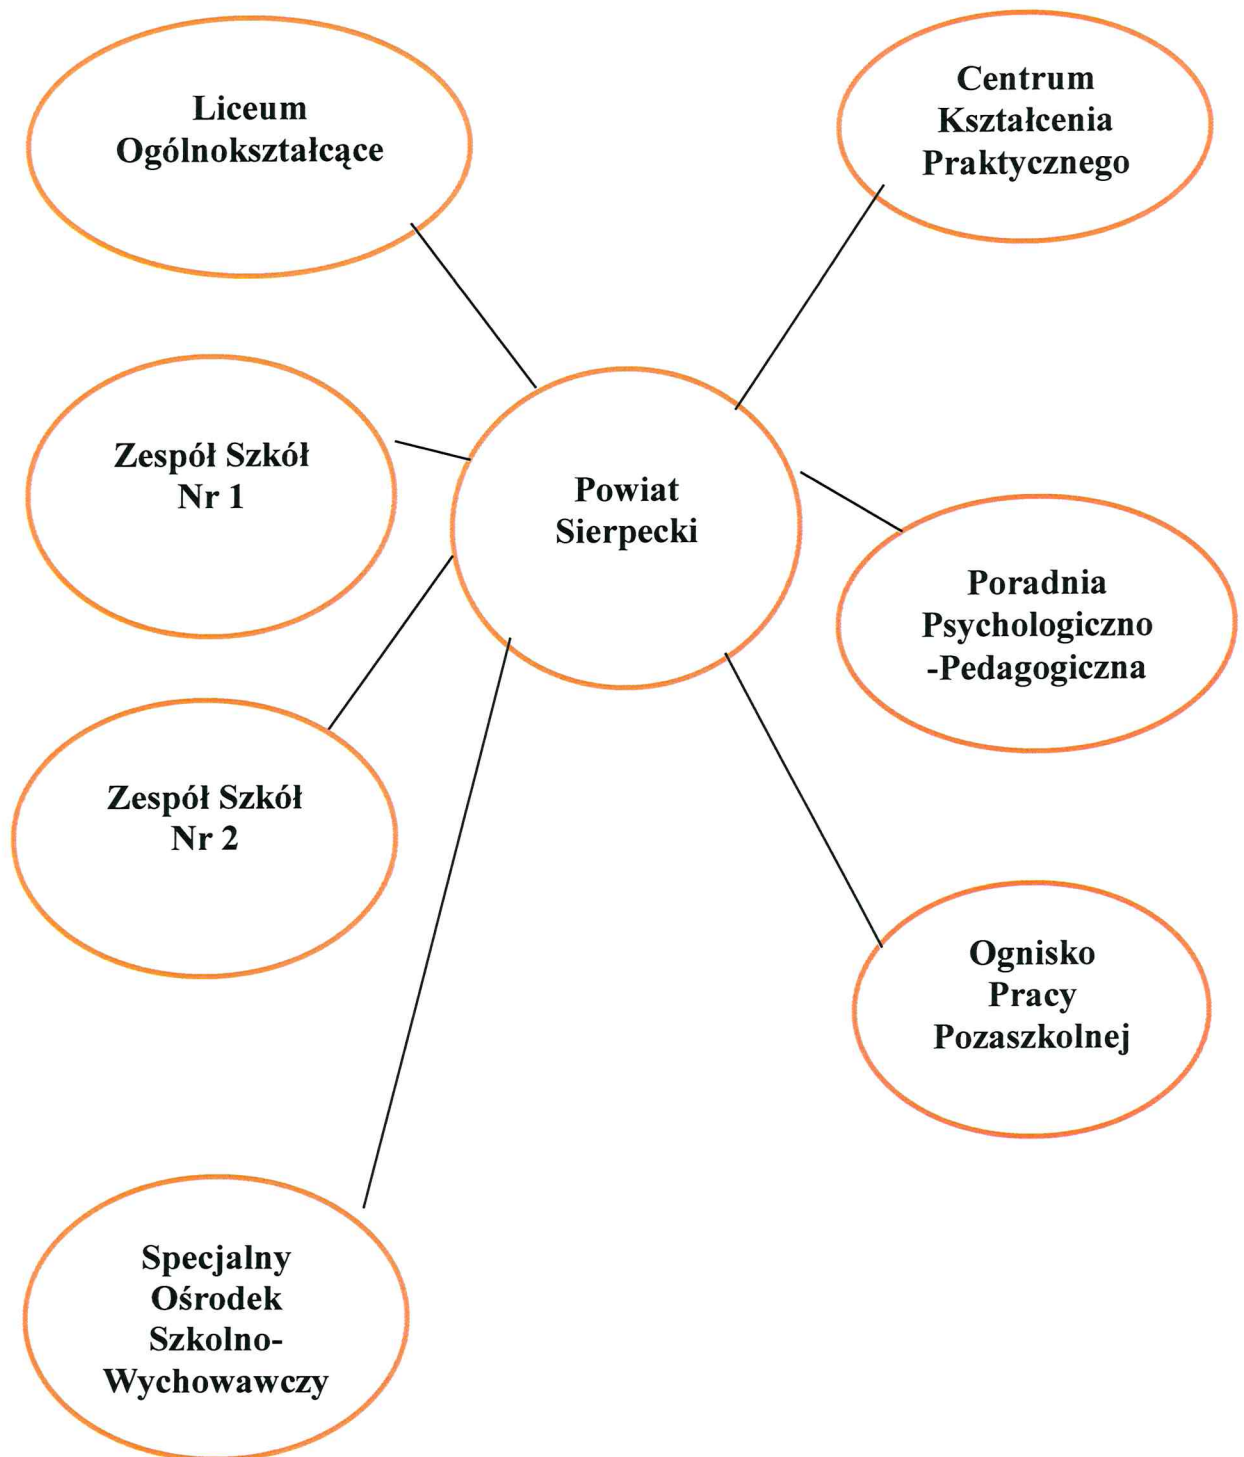 Liceum
Ogólnokształcące
Centrum
Kształcenia
Praktycznego
Zespół Szkół
Nr 1
Powiat
Sierpecki
Poradnia
Psychologiczno
-Pedagogiczna
Zespół Szkół
Nr 2
Ognisko
Pracy
Pozaszkolnej
Specjalny
Ośrodek
Szkolno-
Wychowawczy